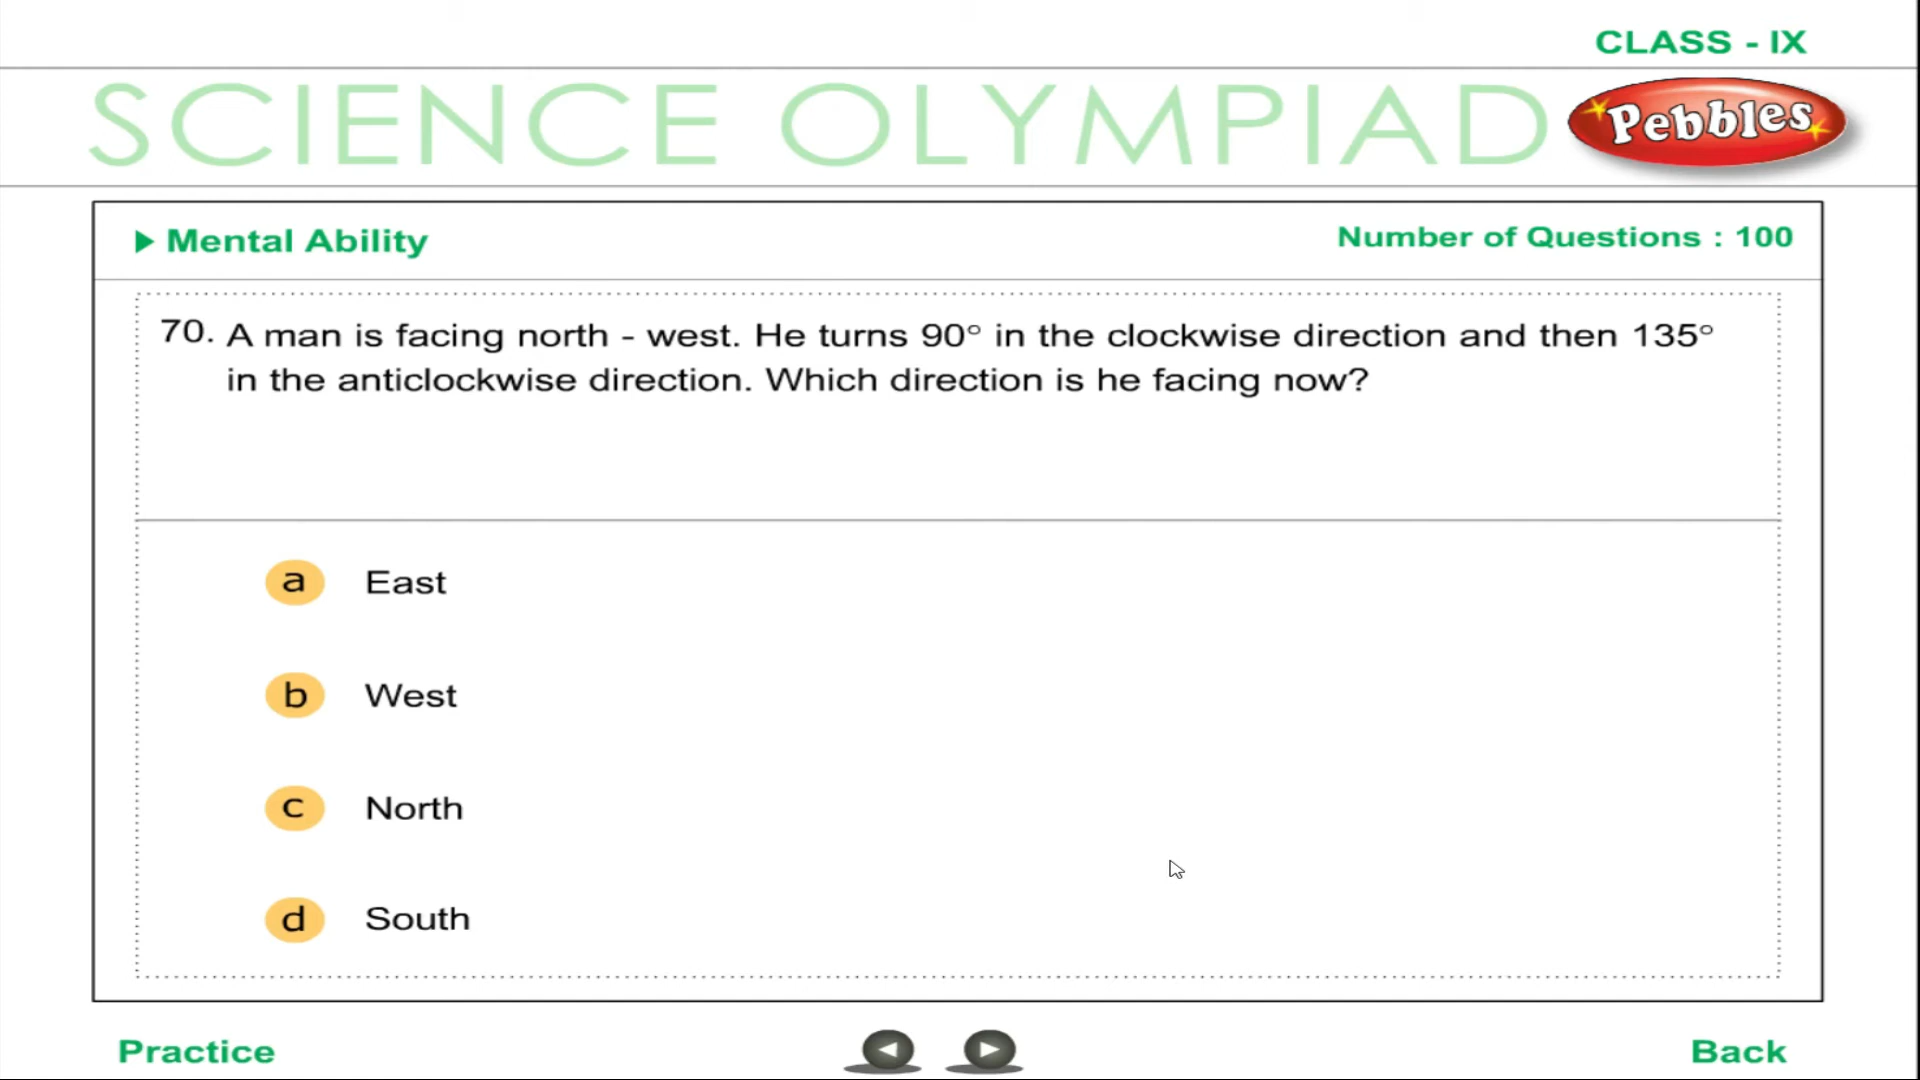 CLASS - IX
SCIENCE OLYMPIAD
Pebbles
Mental Ability
Number of Questions : 100
70. A man is facing north - west. He turns 90° in the clockwise direction and then 135°
in the anticlockwise direction. Which direction is he facing now?
a East
b West
c North
d South
Practice
Back